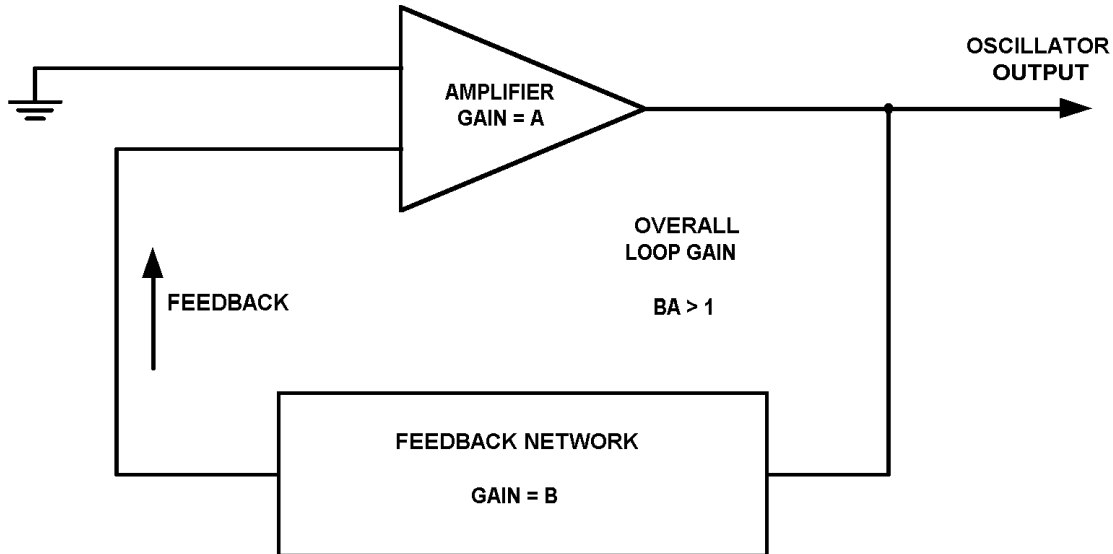 OSCILLATOR
OUTPUT
AMPLIFIER
GAIN = A
OVERALL
LOOP GAIN
BA > 1
FEEDBACK
FEEDBACK NETWORK
GAIN = B